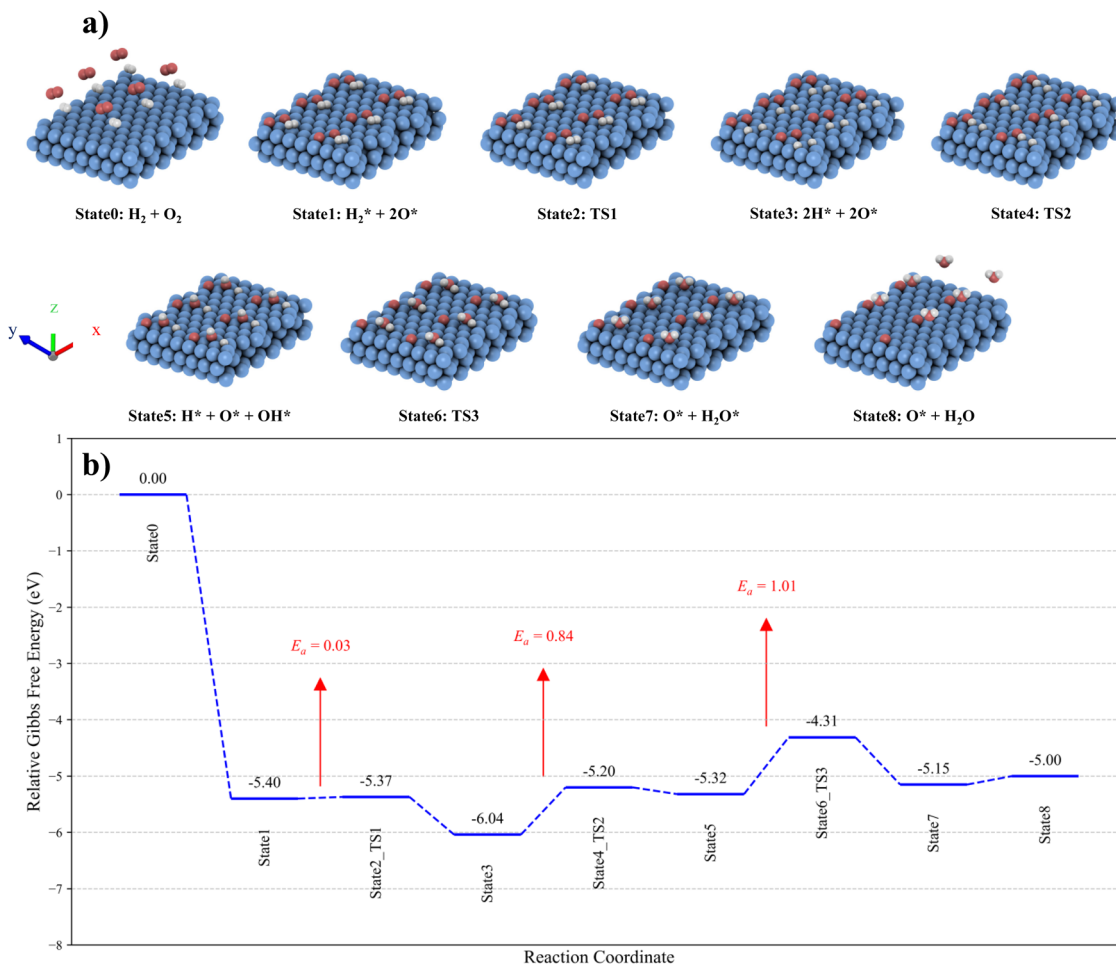 a)
State0: H₂ + O₂
State1: H₂* + 2O*
State2: TS1
State3: 2H* + 2O*
State4: TS2
z
y
x
State5: H* + O* + OH*
State6: TS3
State7: O* + H₂O*
State8: O* + H₂O
b)
Relative Gibbs Free Energy (eV)
1
0
−1
−2
−3
−4
−5
−6
−7
−8
0.00
State0
-5.40
State1
Eₐ = 0.03
-5.37
State2_TS1
-6.04
State3
Eₐ = 0.84
-5.20
State4_TS2
-5.32
State5
Eₐ = 1.01
-4.31
State6_TS3
-5.15
State7
-5.00
State8
Reaction Coordinate